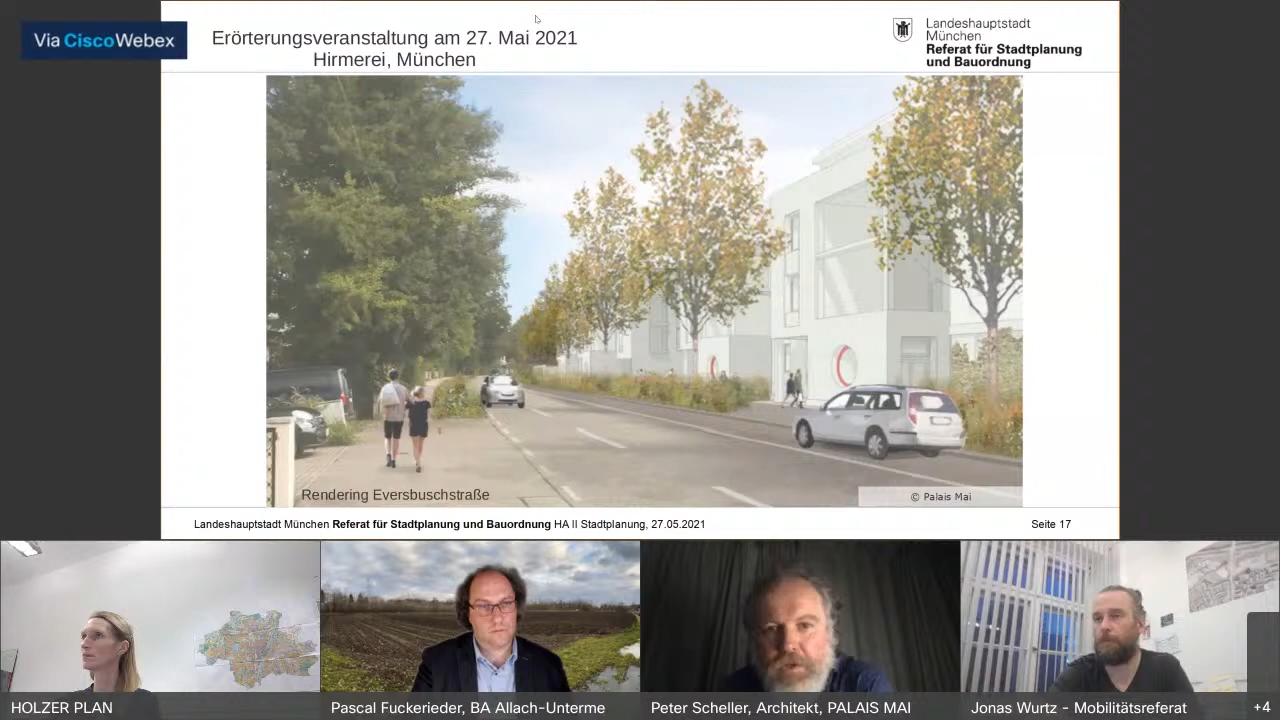 Via Cisco Webex
Erörterungsveranstaltung am 27. Mai 2021
Hirmerei, München
Landeshauptstadt
München
Referat für Stadtplanung
und Bauordnung
Rendering Eversbuschstraße
© Palais Mai
Landeshauptstadt München Referat für Stadtplanung und Bauordnung HA II Stadtplanung, 27.05.2021
Seite 17
HOLZER PLAN
Pascal Fuckerieder, BA Allach-Unterme
Peter Scheller, Architekt, PALAIS MAI
Jonas Wurtz - Mobilitätsreferat
+4